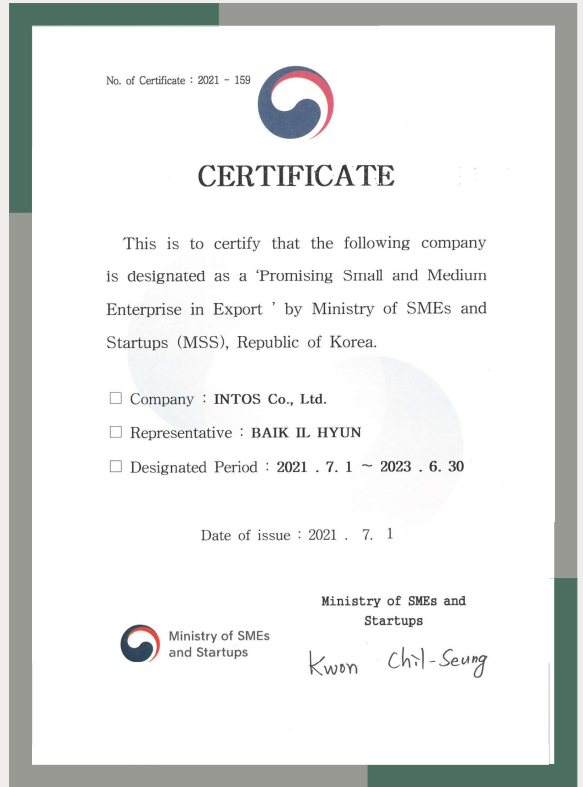 No. of Certificate : 2021 - 159
CERTIFICATE
This is to certify that the following company
is designated as a ‘Promising Small and Medium
Enterprise in Export ’ by Ministry of SMEs and
Startups (MSS), Republic of Korea.
□ Company : INTOS Co., Ltd.
□ Representative : BAIK IL HYUN
□ Designated Period : 2021 . 7. 1 ~ 2023 . 6. 30
Date of issue : 2021 . 7. 1
Ministry of SMEs and
Startups
Ministry of SMEs
and Startups
Kwon Chil-Seung